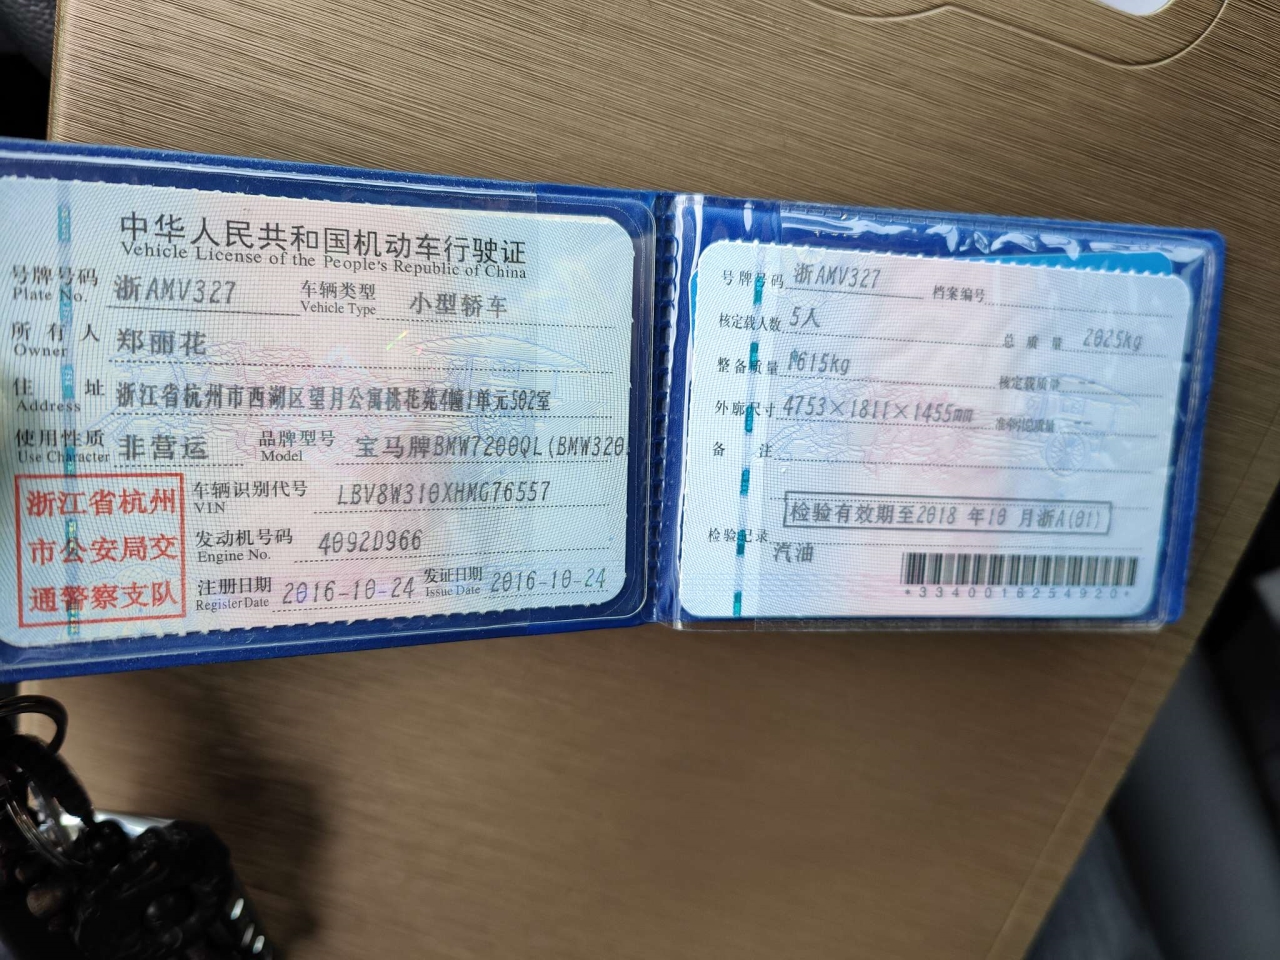 中华人民共和国机动车行驶证
Vehicle License of the People's Republic of China
号牌号码 浙AMV327 车辆类型 小型轿车
Plate No. Vehicle Type
所有人 郑丽花
Owner
住址 浙江省杭州市西湖区望月公寓桃花苑4幢1单元502室
Address
使用性质 非营运 品牌型号 宝马牌BMW7200QL(BMW320
Use Character Model
浙江省杭州
市公安局交
通警察支队
车辆识别代号 LBV8W310XHMG76557
VIN
发动机号码 4092D966
Engine No.
注册日期 2016-10-24 发证日期 2016-10-24
Register Date Issue Date
号牌号码 浙AMV327 档案编号
核定载人数 5人 总质量 2025kg
整备质量 1615kg 核定载质量 --
外廓尺寸 4753×1811×1455mm 准牵引总质量 --
备注
检验有效期至2018 年10 月浙A(01)
检验记录
汽油
*3340016254920*